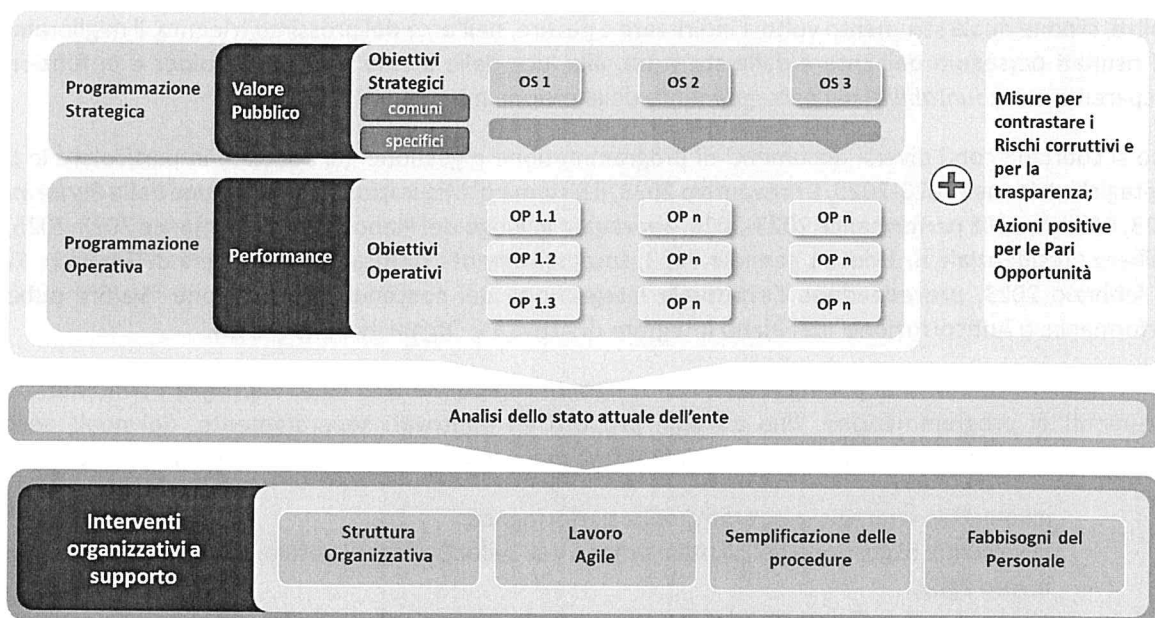 Programmazione
Strategica
Valore
Pubblico
Obiettivi
Strategici
comuni
specifici
OS 1
OS 2
OS 3
Programmazione
Operativa
Performance
Obiettivi
Operativi
OP 1.1
OP n
OP n
OP 1.2
OP n
OP n
OP 1.3
OP n
OP n
Misure per
contrastare i
Rischi corruttivi e
per la
trasparenza;
Azioni positive
per le Pari
Opportunità
Analisi dello stato attuale dell'ente
Interventi
organizzativi a
supporto
Struttura
Organizzativa
Lavoro
Agile
Semplificazione delle
procedure
Fabbisogni del
Personale